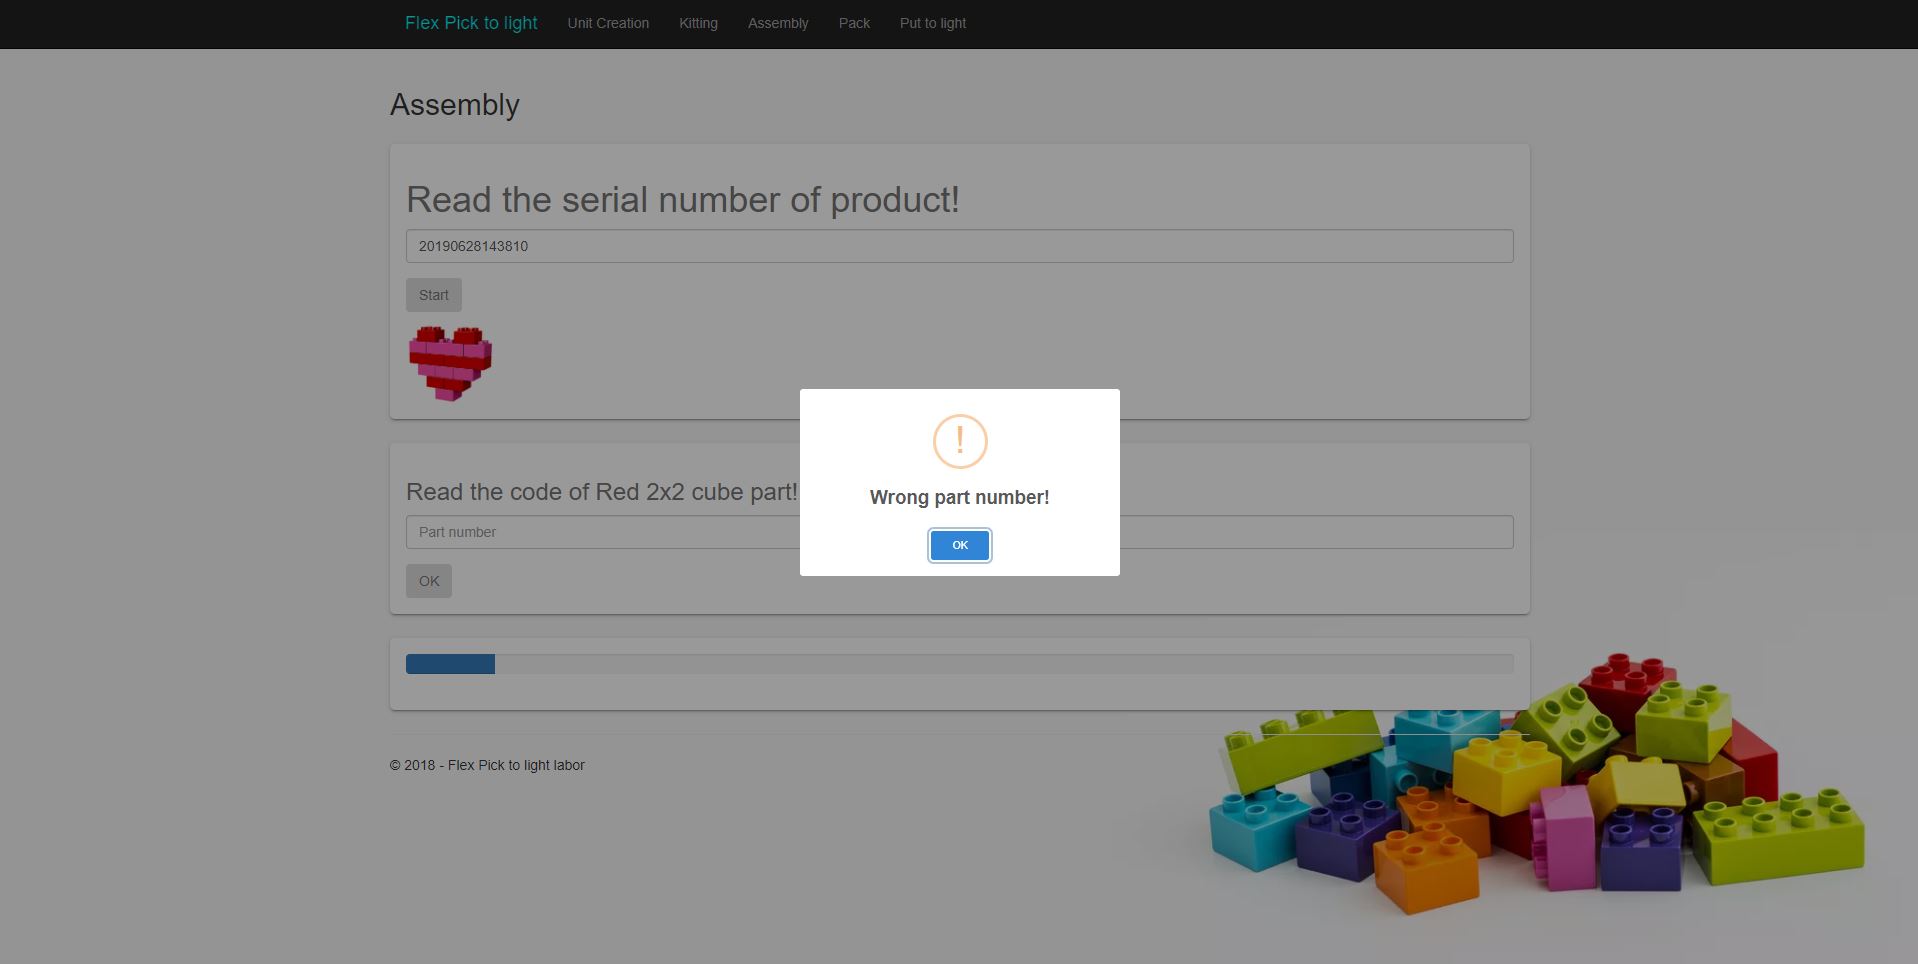 Flex Pick to light Unit Creation Kitting Assembly Pack Put to light
Assembly
Read the serial number of product!
20190628143810
Start
!
Wrong part number!
OK
Read the code of Red 2x2 cube part!
Part number
OK
© 2018 - Flex Pick to light labor